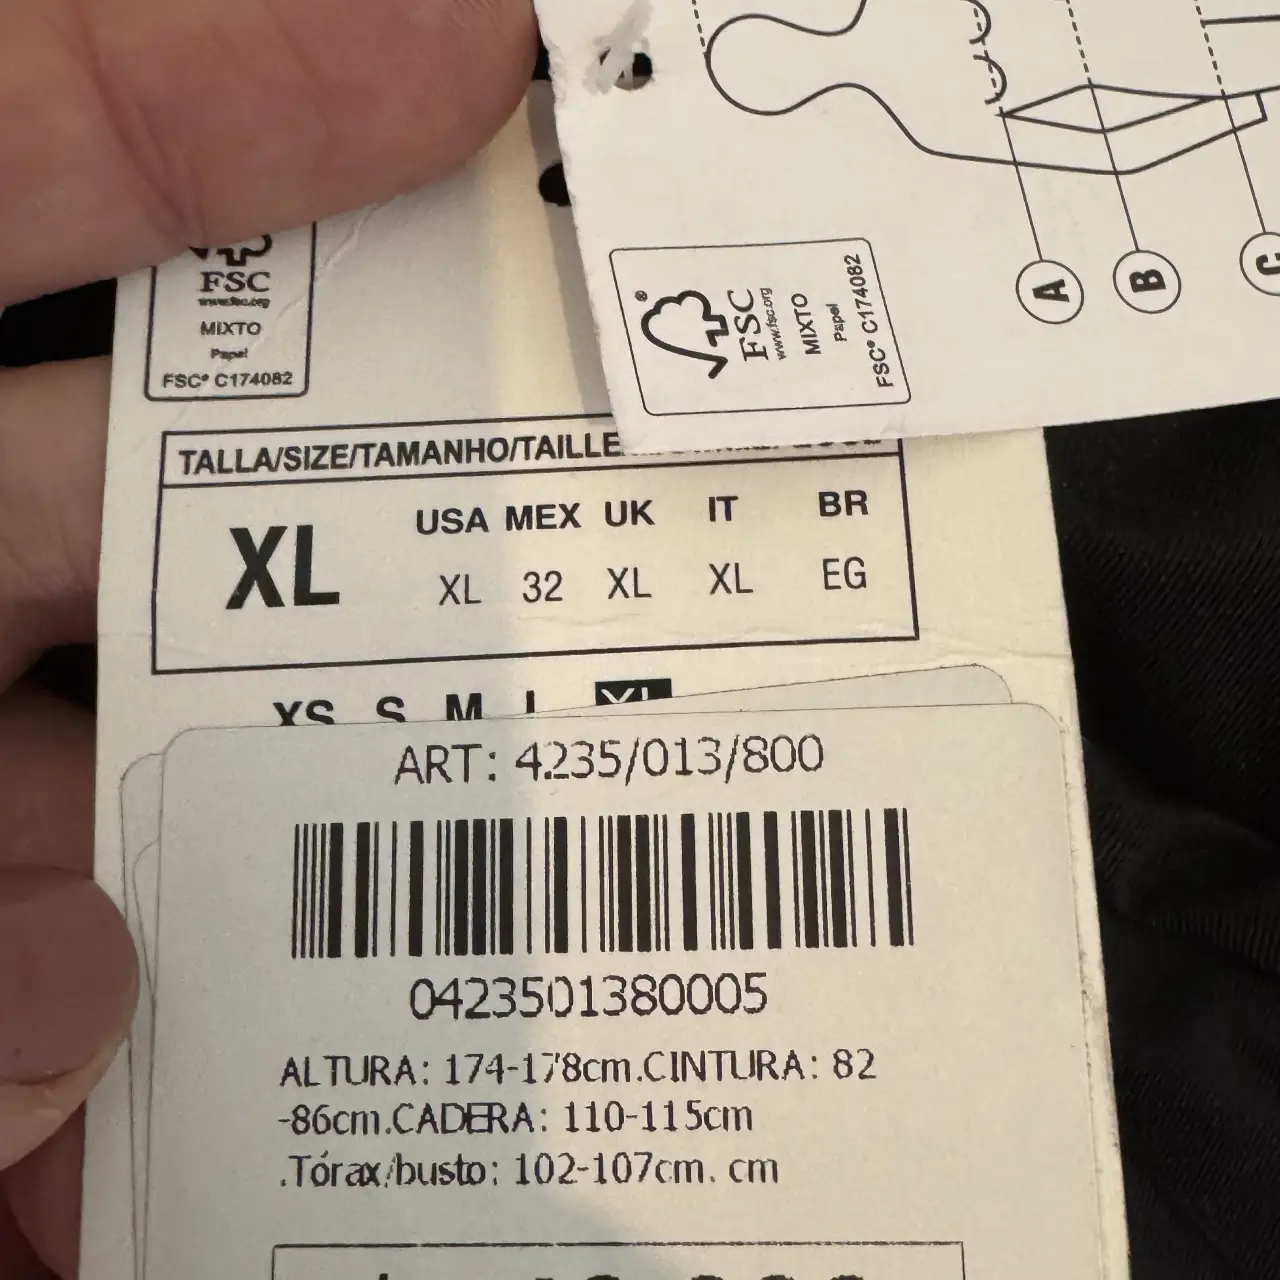 FSC
www.fsc.org
MIXTO
Papel
FSC® C174082
®
FSC
www.fsc.org
MIXTO
Papel
FSC® C174082
A
B
C
TALLA/SIZE/TAMANHO/TAILLE
XL
USA MEX UK IT BR
XL 32 XL XL EG
XS S M L XL
ART: 4235/013/800
0423501380005
ALTURA: 174-178cm.CINTURA: 82
-86cm.CADERA: 110-115cm
.Tórax/busto: 102-107cm. cm